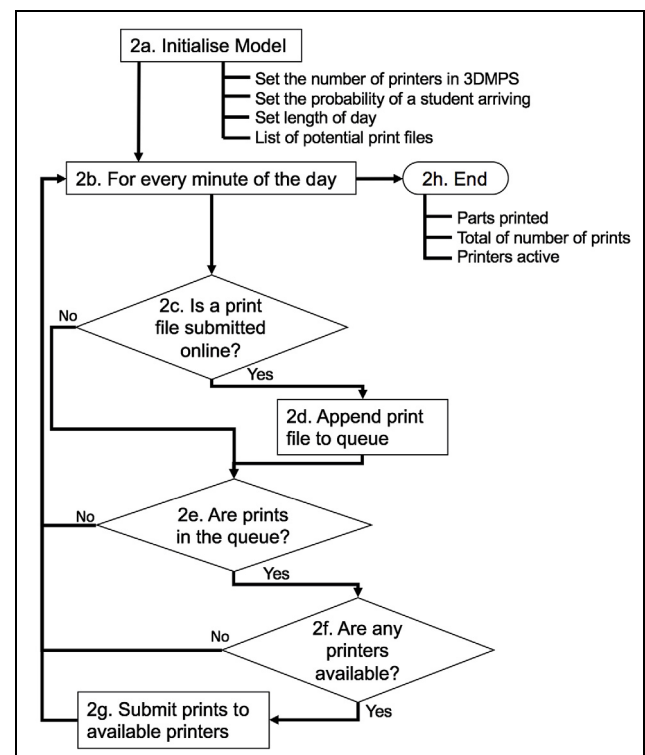 2a. Initialise Model
Set the number of printers in 3DMPS
Set the probability of a student arriving
Set length of day
List of potential print files
2b. For every minute of the day
2h. End
Parts printed
Total of number of prints
Printers active
2c. Is a print
file submitted
online?
No
Yes
2d. Append print
file to queue
2e. Are prints
in the queue?
No
Yes
2f. Are any
printers
available?
No
Yes
2g. Submit prints to
available printers